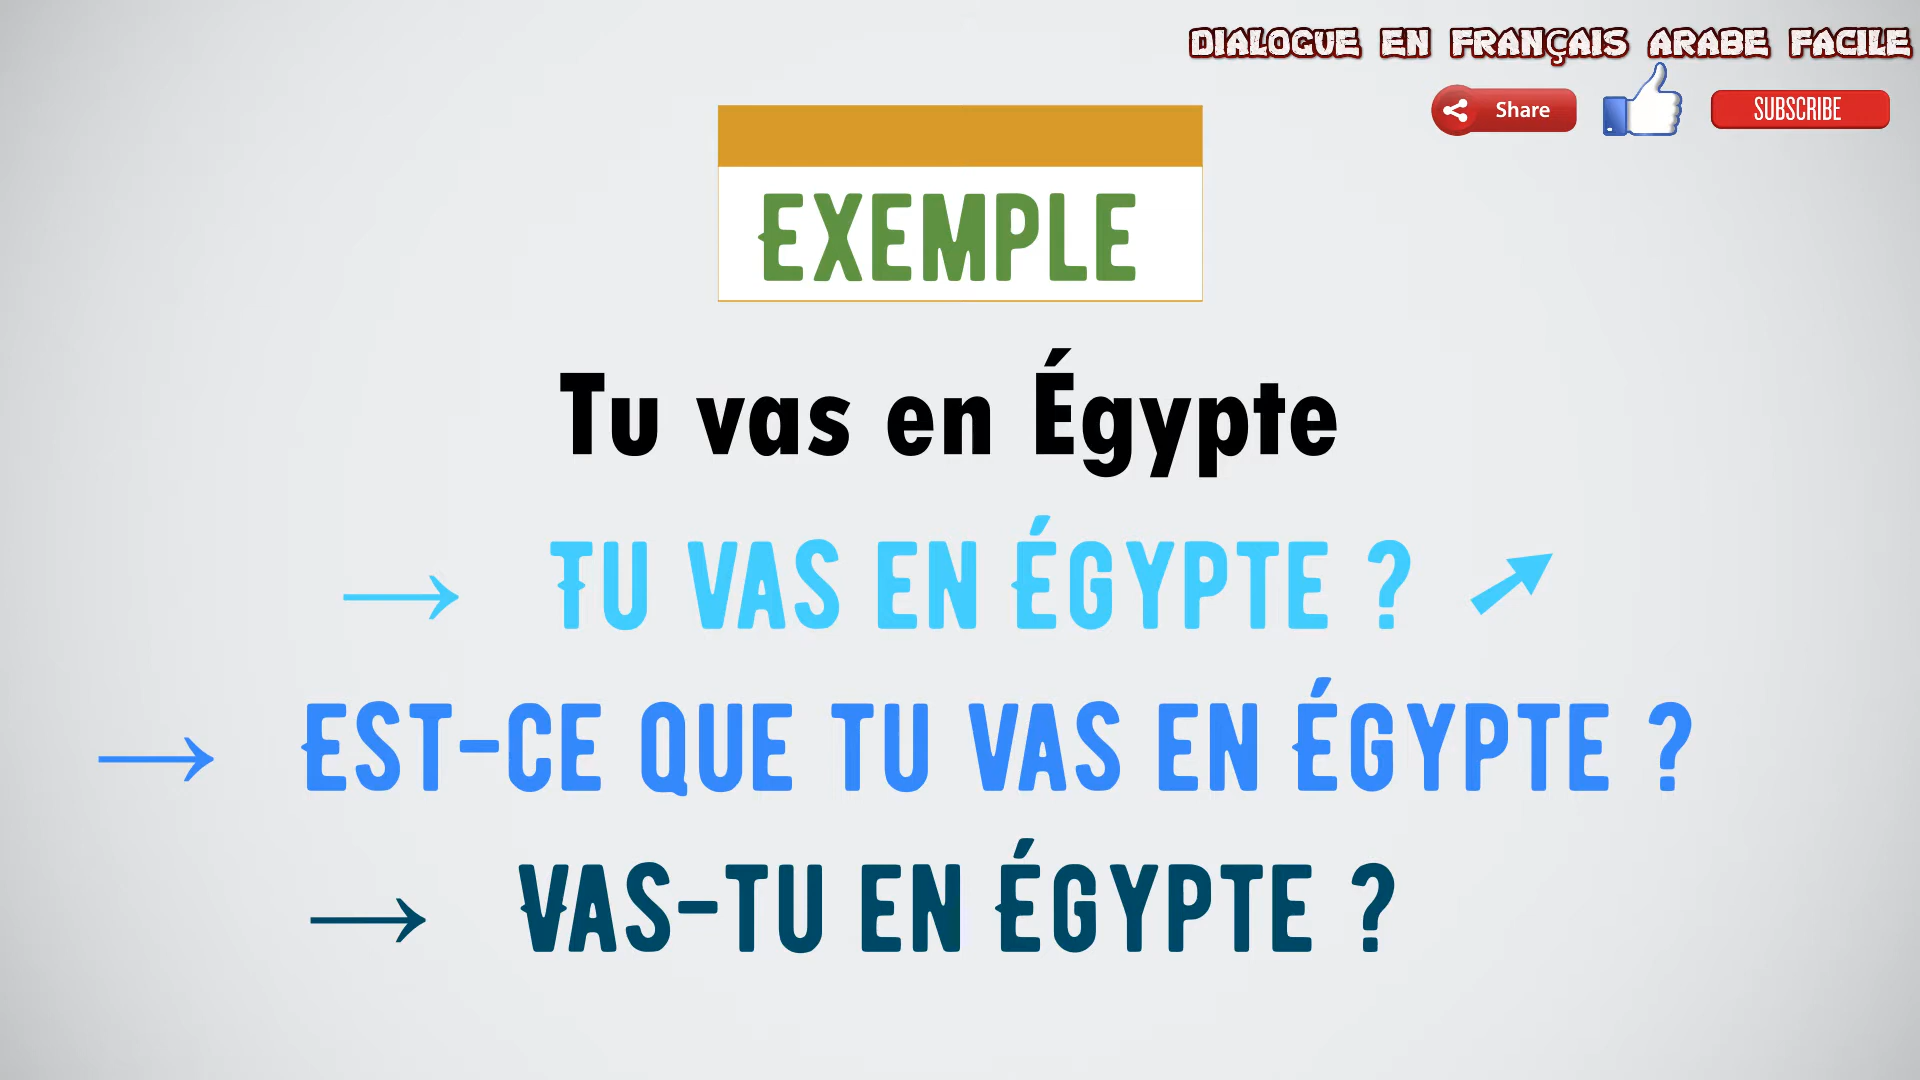 DIALOGUE EN FRANÇAIS ARABE FACILE
Share
SUBSCRIBE
EXEMPLE
Tu vas en Égypte
→ TU VAS EN ÉGYPTE ? ➚
→ EST-CE QUE TU VAS EN ÉGYPTE ?
→ VAS-TU EN ÉGYPTE ?